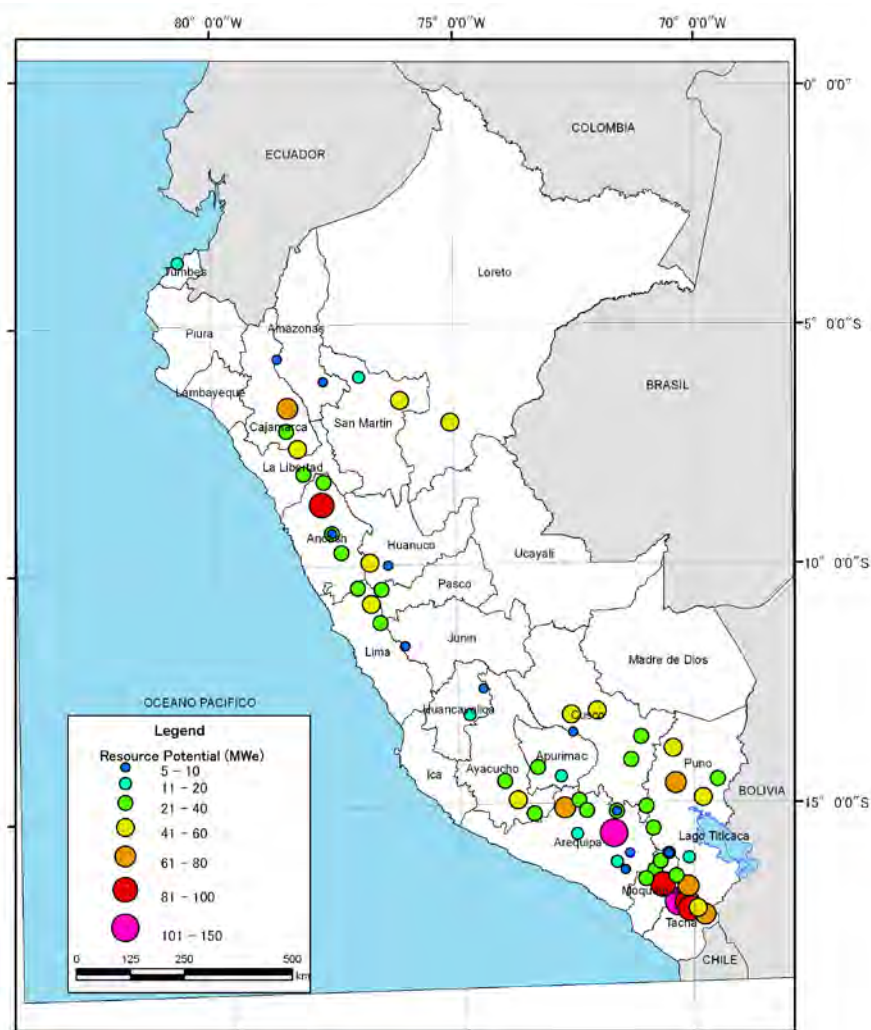 80° 0'0"W
75° 0'0"W
70° 0'0"W
0° 0'0"
COLOMBIA
ECUADOR
Tumbes
Loreto
Piura
Amazonas
5° 0'0"S
Lambayeque
BRASIL
Cajamarca
San Martin
La Libertad
Ancash
Huanuco
Ucayali
10° 0'0"S
Pasco
Junin
Lima
Madre de Dios
OCEANO PACIFICO
Huancavelica
Cusco
Apurimac
Puno
Ica
Ayacucho
BOLIVIA
15° 0'0"S
Lago Titicaca
Arequipa
Tacna
CHILE
Legend
Resource Potential (MWe)
5 - 10
11 - 20
21 - 40
41 - 60
61 - 80
81 - 100
101 - 150
0 125 250 500
km